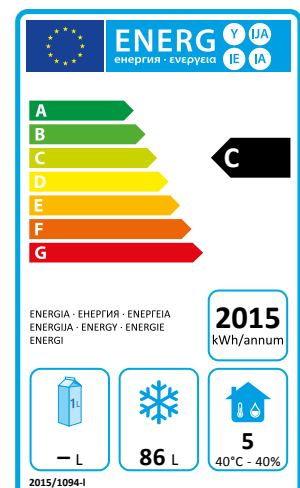 ENERG Y IJA
енергия · ενεργεια IE IA
A
B
C
C
D
E
F
G
ENERGIA · ЕНЕРГИЯ · ΕΝΕΡΓΕΙΑ
ENERGIJA · ENERGY · ENERGIE
ENERGI
2015
kWh/annum
1L
– L
86 L
5
40°C - 40%
2015/1094-I